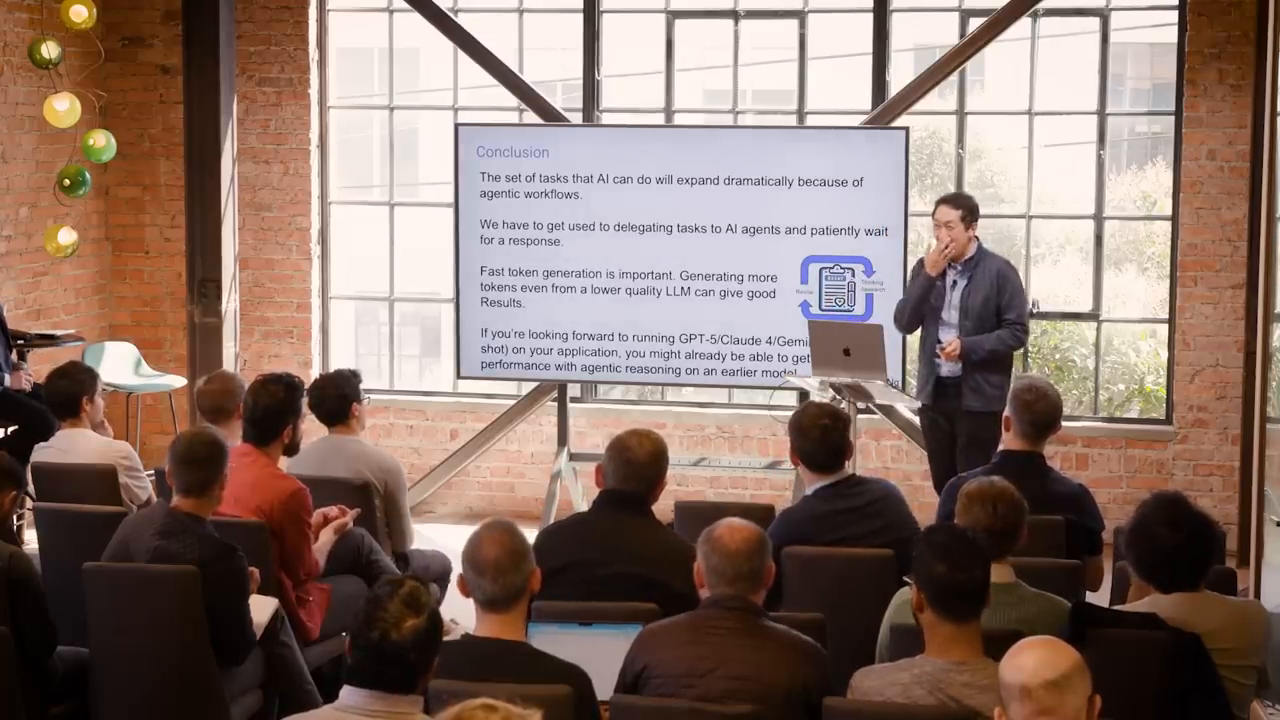 Conclusion
The set of tasks that AI can do will expand dramatically because of
agentic workflows.
We have to get used to delegating tasks to AI agents and patiently wait
for a response.
Fast token generation is important. Generating more
tokens even from a lower quality LLM can give good
Results.
ESSAY
Thinking
Research
If you're looking forward to running GPT-5/Claude 4/Gemi
shot) on your application, you might already be able to get
performance with agentic reasoning on an earlier model.